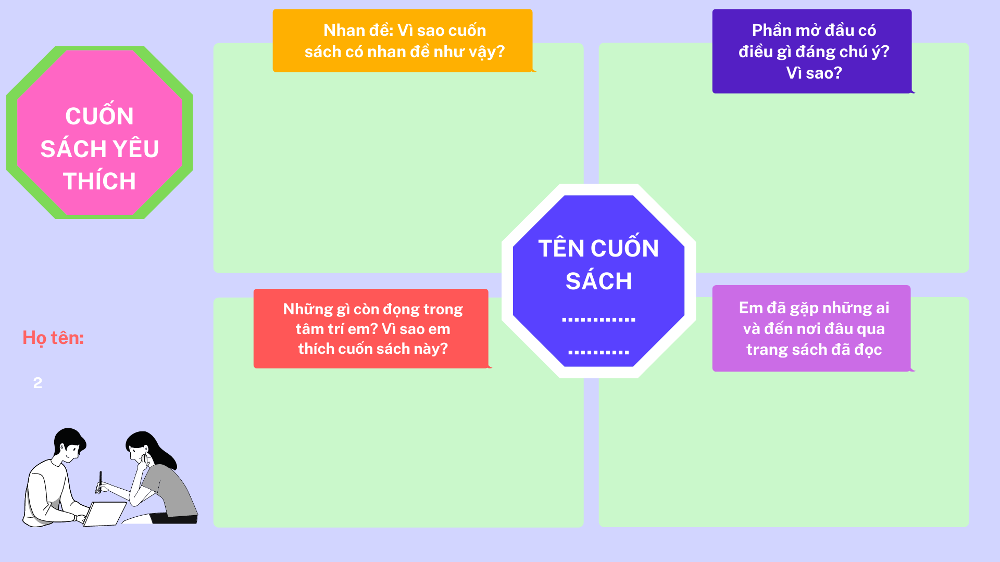 CUỐN
SÁCH YÊU
THÍCH
Nhan đề: Vì sao cuốn
sách có nhan đề như vậy?
Phần mở đầu có
điều gì đáng chú ý?
Vì sao?
TÊN CUỐN
SÁCH
............
..........
Những gì còn đọng trong
tâm trí em? Vì sao em
thích cuốn sách này?
Em đã gặp những ai
và đến nơi đâu qua
trang sách đã đọc
Họ tên:
2